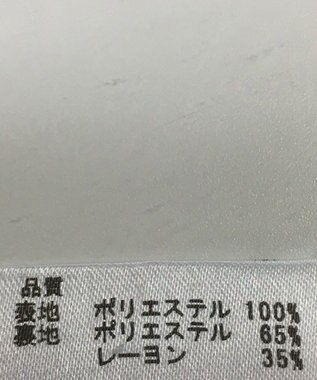 品質
表地 ポリエステル 100%
裏地 ポリエステル 65%
レーヨン 35%